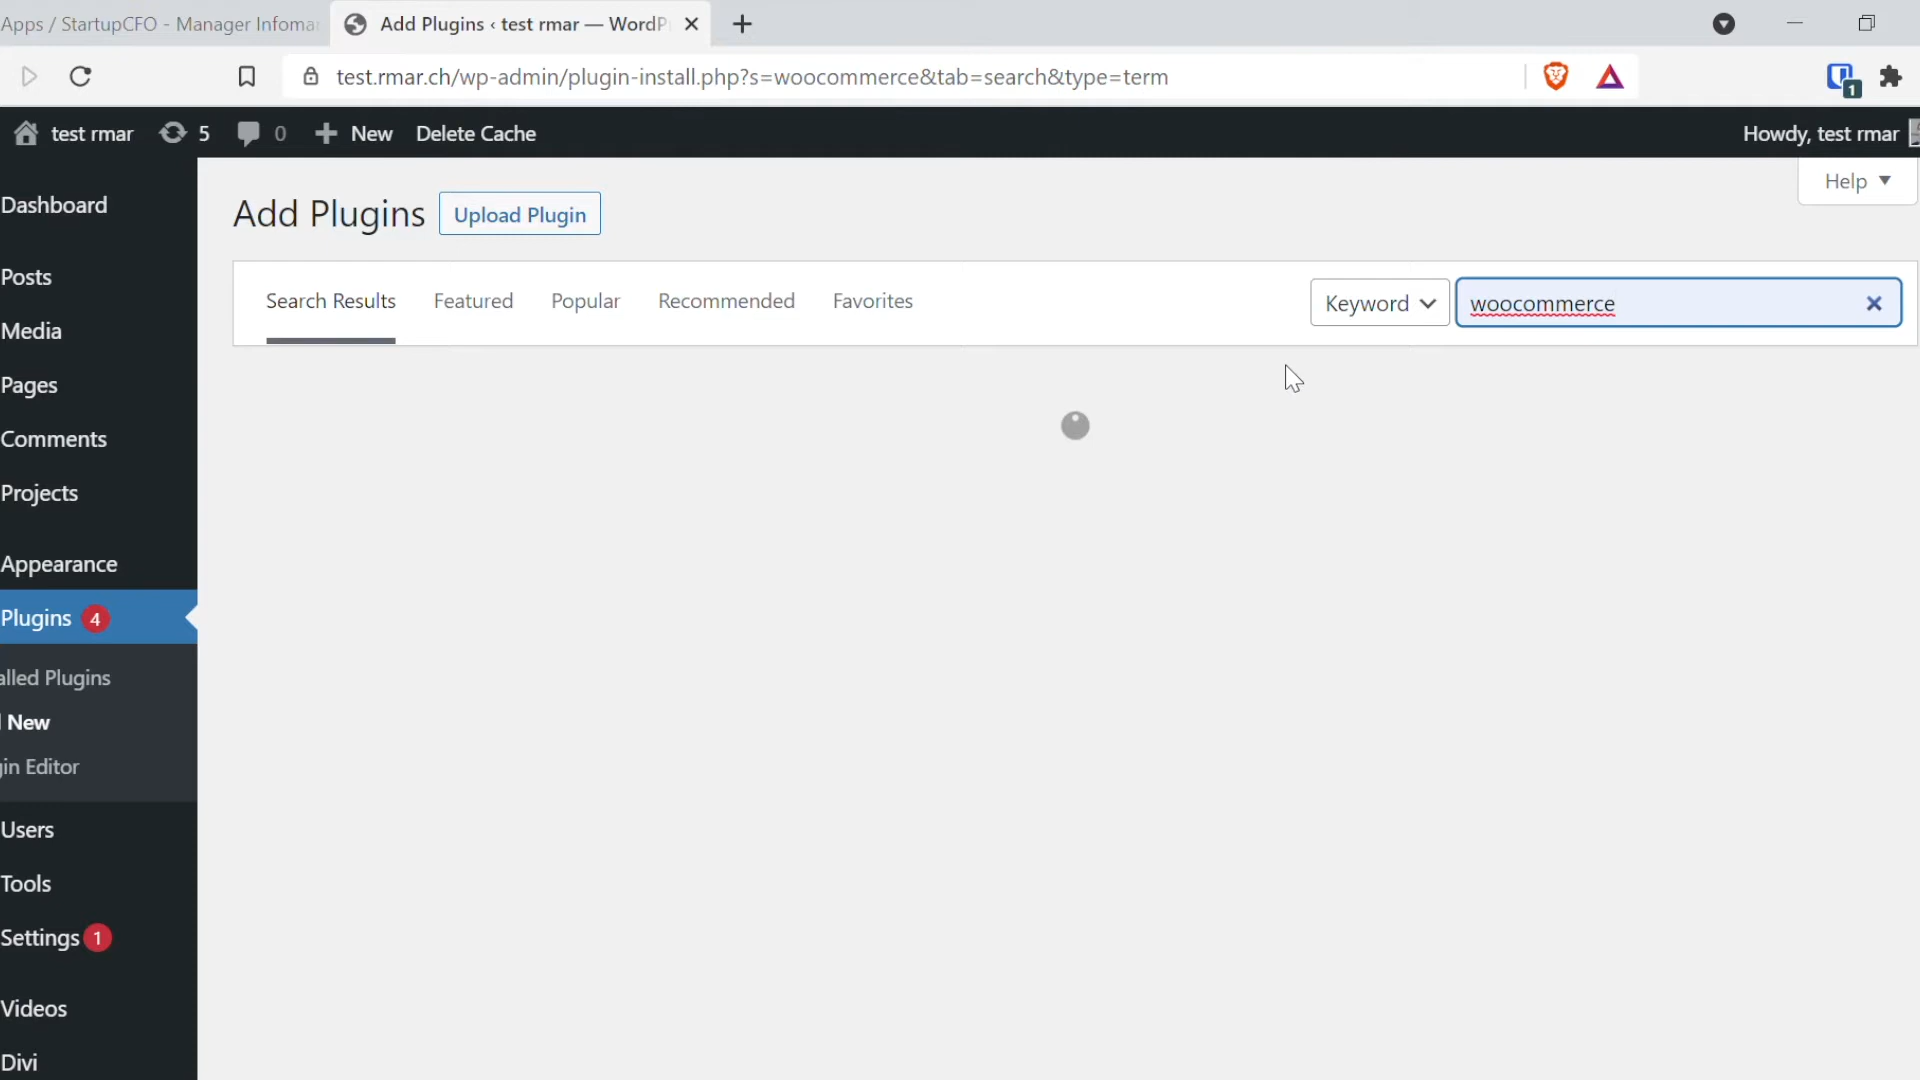 Apps / StartupCFO - Manager Infoma
Add Plugins ‹ test rmar — WordP
test.rmar.ch/wp-admin/plugin-install.php?s=woocommerce&tab=search&type=term
1
test rmar 5 0 New Delete Cache Howdy, test rmar
Help
Add Plugins Upload Plugin
Search Results Featured Popular Recommended Favorites Keyword woocommerce
Dashboard
Posts
Media
Pages
Comments
Projects
Appearance
Plugins 4
alled Plugins
New
gin Editor
Users
Tools
Settings 1
Videos
Divi